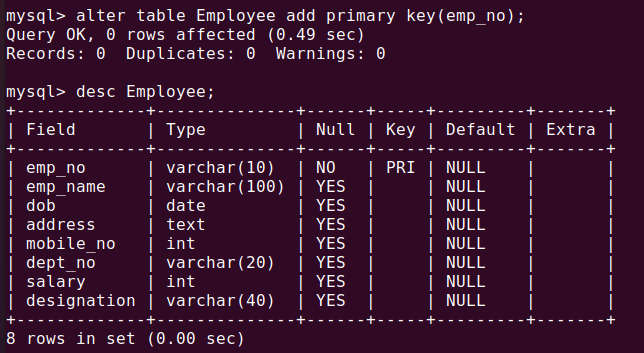 mysql> alter table Employee add primary key(emp_no);
Query OK, 0 rows affected (0.49 sec)
Records: 0  Duplicates: 0  Warnings: 0

mysql> desc Employee;
+-------------+--------------+------+-----+---------+-------+
| Field       | Type         | Null | Key | Default | Extra |
+-------------+--------------+------+-----+---------+-------+
| emp_no      | varchar(10)  | NO   | PRI | NULL    |       |
| emp_name    | varchar(100) | YES  |     | NULL    |       |
| dob         | date         | YES  |     | NULL    |       |
| address     | text         | YES  |     | NULL    |       |
| mobile_no   | int          | YES  |     | NULL    |       |
| dept_no     | varchar(20)  | YES  |     | NULL    |       |
| salary      | int          | YES  |     | NULL    |       |
| designation | varchar(40)  | YES  |     | NULL    |       |
+-------------+--------------+------+-----+---------+-------+
8 rows in set (0.00 sec)